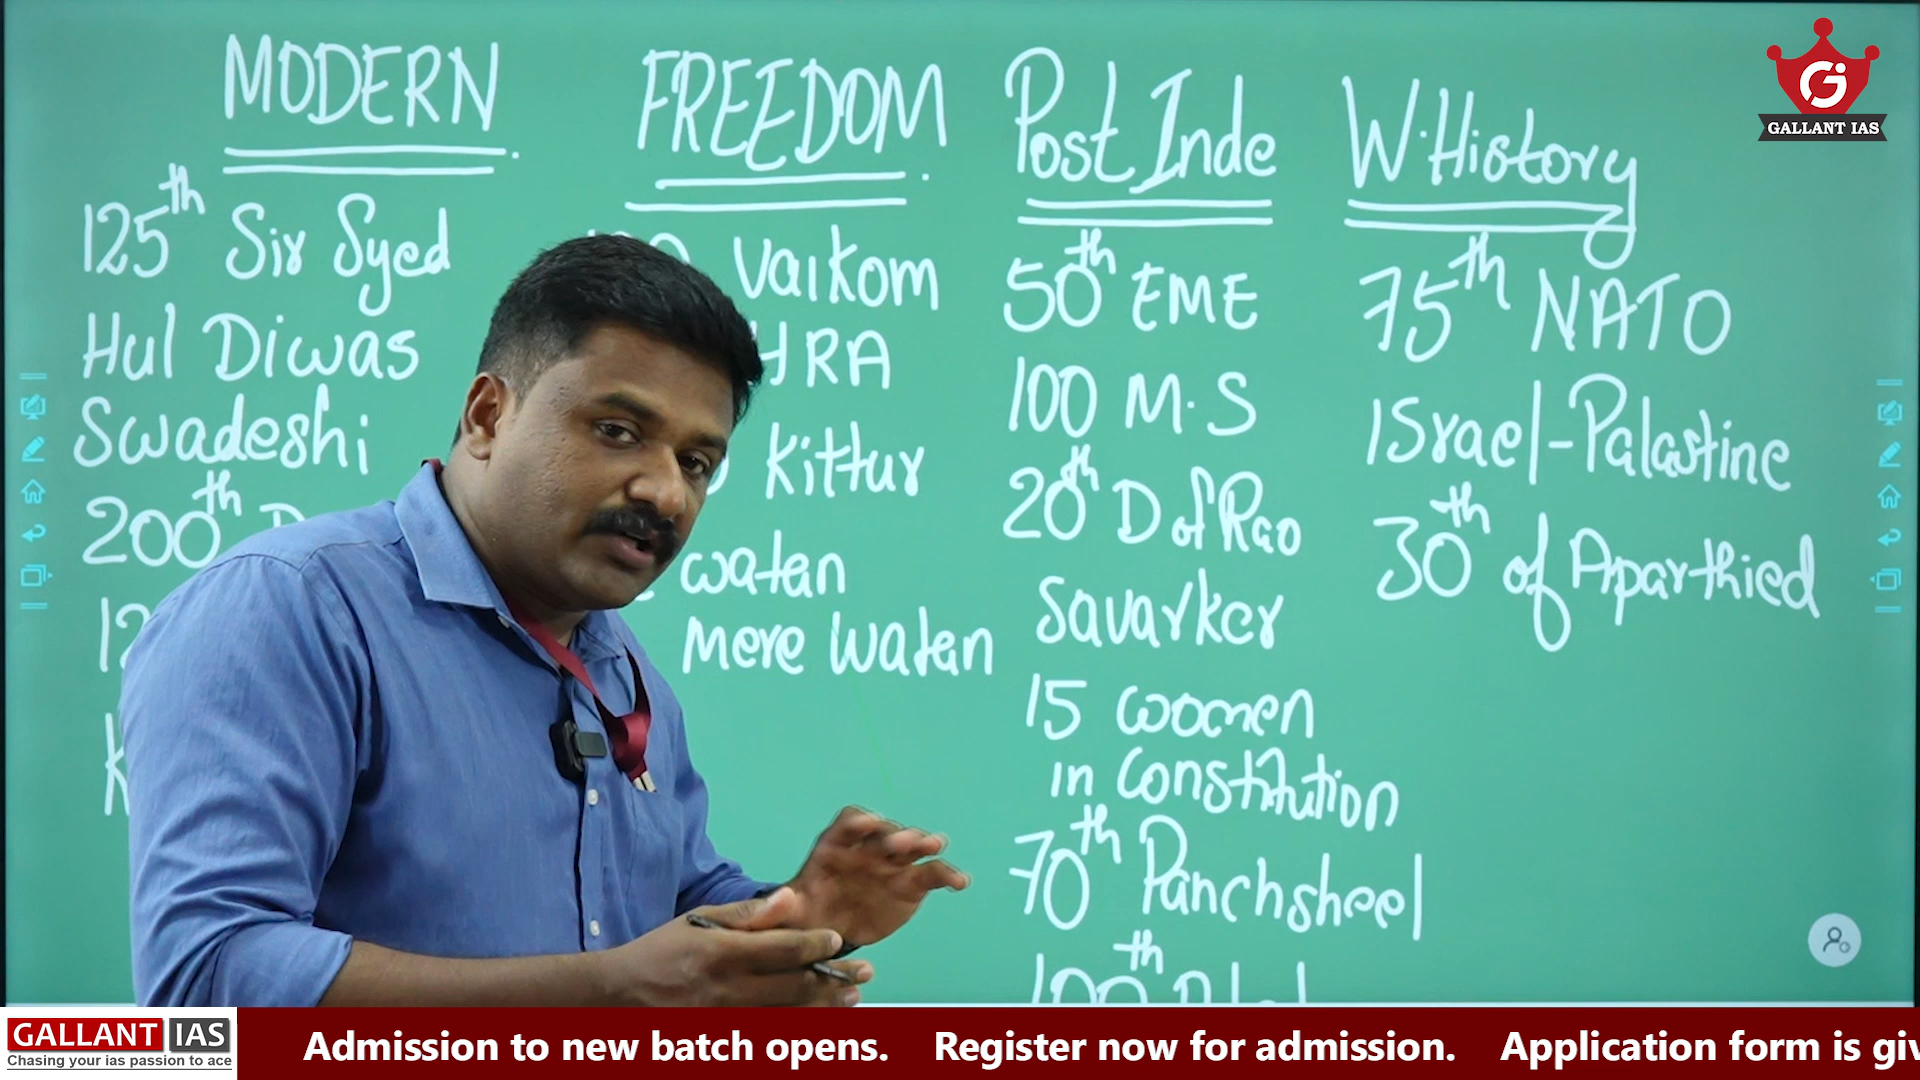 MODERN
125th Sir Syed
Hul Diwas
Swadeshi
200th
FREEDOM
Vaikom
HRA
Kittur
watan
mere watan
Post Inde
50th EME
100 M.S
20th D of Rao
Savarker
15 women
in Constitution
70th Panchsheel
100th
W.History
75th NATO
Israel-Palastine
30th of Aparthied
GALLANT IAS
GALLANT IAS
Chasing your ias passion to ace
Admission to new batch opens. Register now for admission. Application form is giv